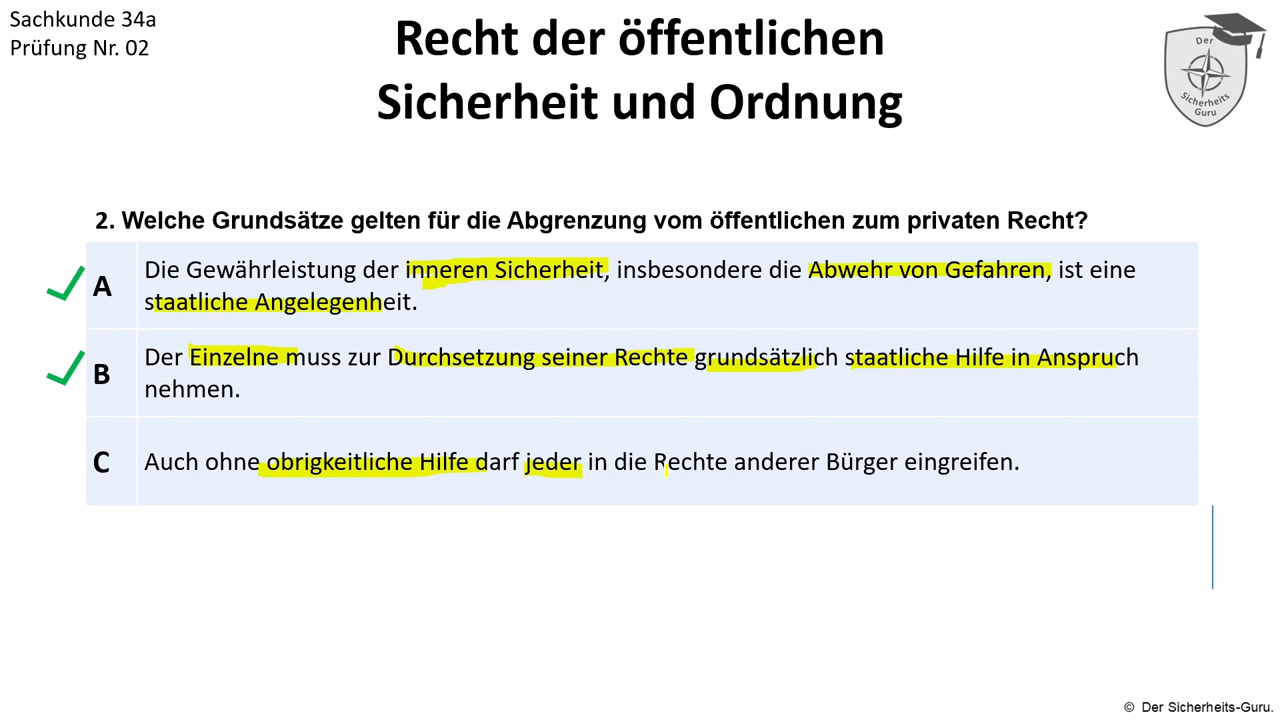 Sachkunde 34a
Prüfung Nr. 02
Recht der öffentlichen
Sicherheit und Ordnung
Der
Sicherheits
Guru
2. Welche Grundsätze gelten für die Abgrenzung vom öffentlichen zum privaten Recht?
A
Die Gewährleistung der inneren Sicherheit, insbesondere die Abwehr von Gefahren, ist eine
staatliche Angelegenheit.
B
Der Einzelne muss zur Durchsetzung seiner Rechte grundsätzlich staatliche Hilfe in Anspruch
nehmen.
C
Auch ohne obrigkeitliche Hilfe darf jeder in die Rechte anderer Bürger eingreifen.
© Der Sicherheits-Guru.